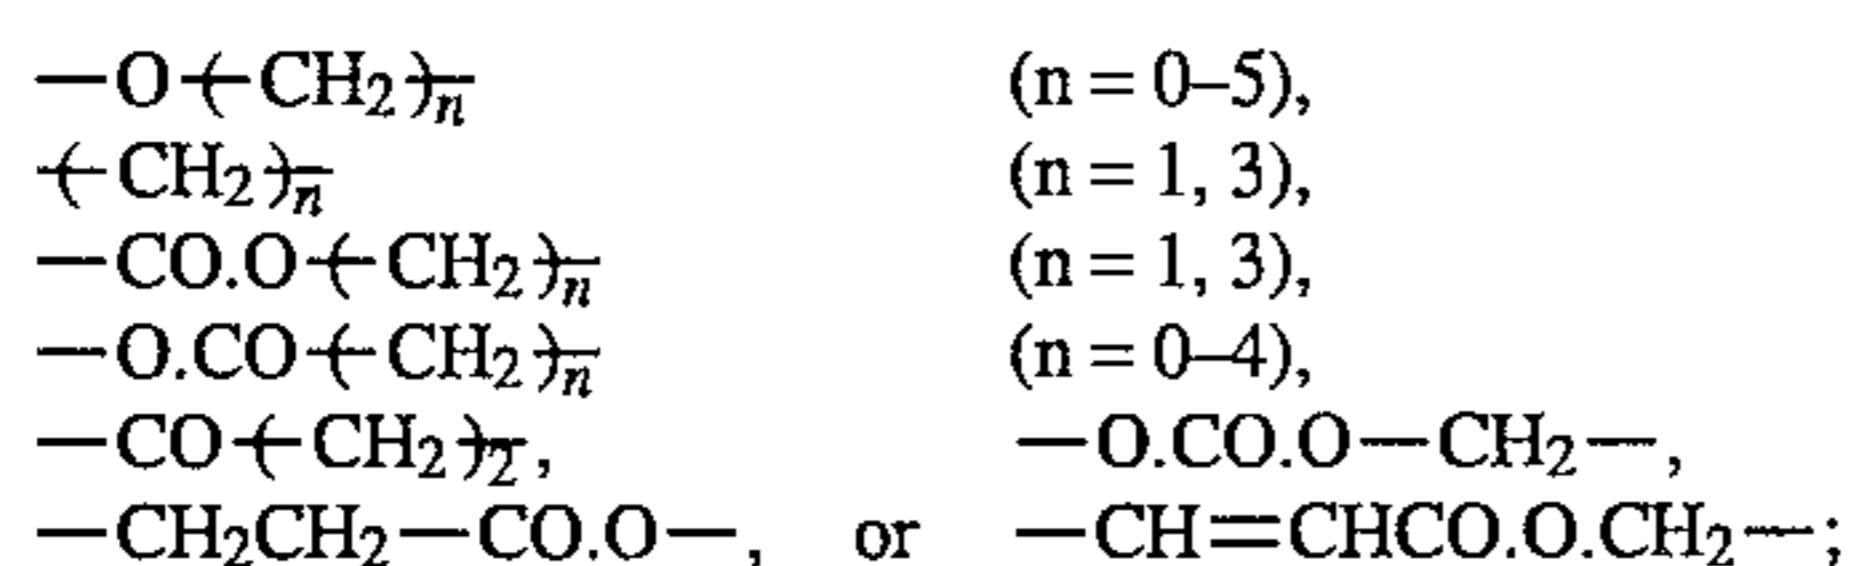 —O—(CH₂)ₙ— (n = 0–5),
—(CH₂)ₙ— (n = 1, 3),
—CO.O—(CH₂)ₙ— (n = 1, 3),
—O.CO—(CH₂)ₙ— (n = 0–4),
—CO—(CH₂)₂—, —O.CO.O—CH₂—,
—CH₂CH₂—CO.O—, or —CH=CHCO.O.CH₂—;